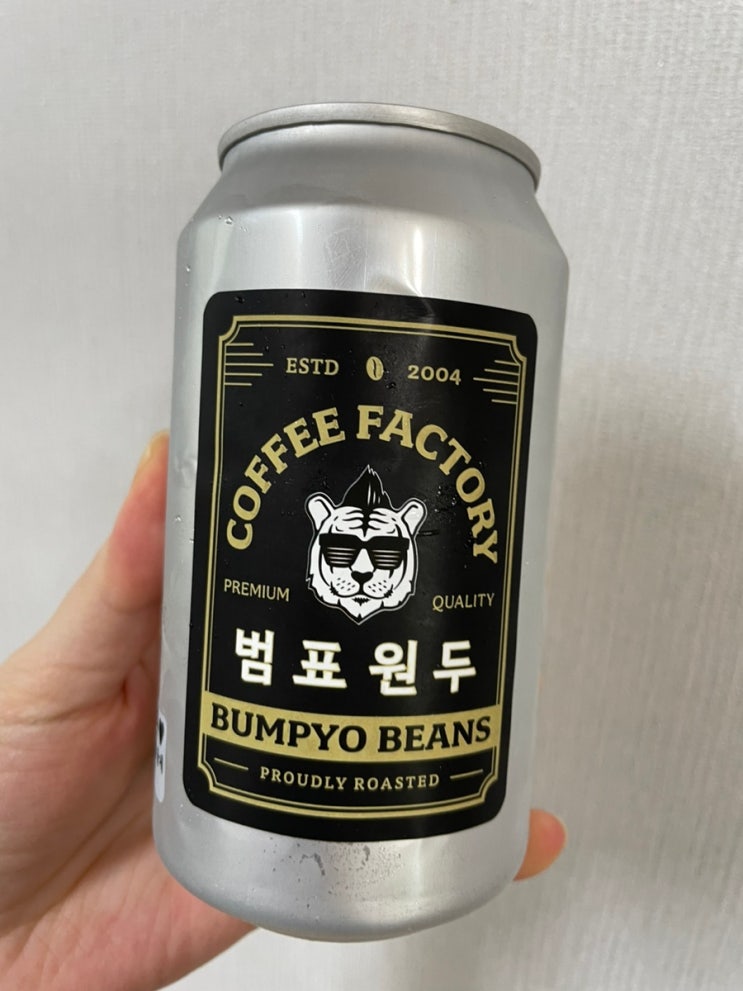 ESTD 2004
COFFEE FACTORY
PREMIUM QUALITY
범표원두
BUMPYO BEANS
PROUDLY ROASTED